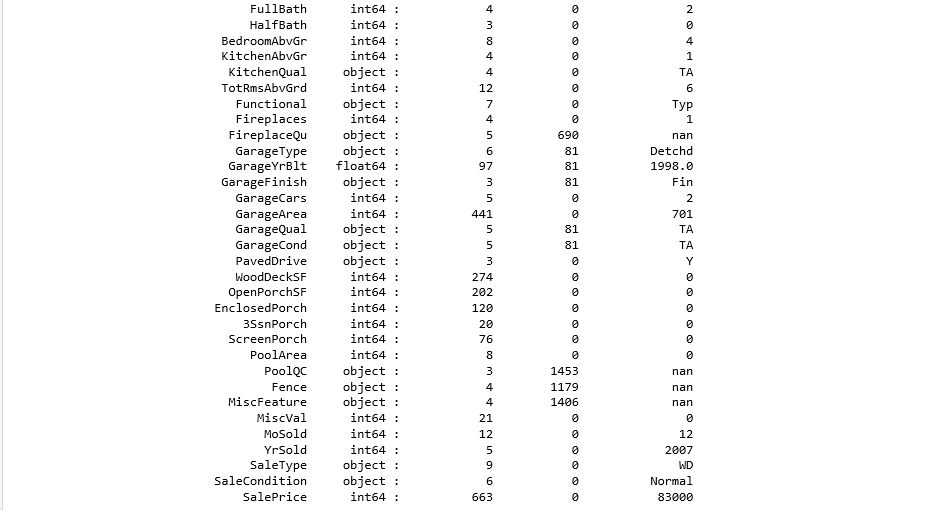 FullBath int64 : 4 0 2
HalfBath int64 : 3 0 0
BedroomAbvGr int64 : 8 0 4
KitchenAbvGr int64 : 4 0 1
KitchenQual object : 4 0 TA
TotRmsAbvGrd int64 : 12 0 6
Functional object : 7 0 Typ
Fireplaces int64 : 4 0 1
FireplaceQu object : 5 690 nan
GarageType object : 6 81 Detchd
GarageYrBlt float64 : 97 81 1998.0
GarageFinish object : 3 81 Fin
GarageCars int64 : 5 0 2
GarageArea int64 : 441 0 701
GarageQual object : 5 81 TA
GarageCond object : 5 81 TA
PavedDrive object : 3 0 Y
WoodDeckSF int64 : 274 0 0
OpenPorchSF int64 : 202 0 0
EnclosedPorch int64 : 120 0 0
3SsnPorch int64 : 20 0 0
ScreenPorch int64 : 76 0 0
PoolArea int64 : 8 0 0
PoolQC object : 3 1453 nan
Fence object : 4 1179 nan
MiscFeature object : 4 1406 nan
MiscVal int64 : 21 0 0
MoSold int64 : 12 0 12
YrSold int64 : 5 0 2007
SaleType object : 9 0 WD
SaleCondition object : 6 0 Normal
SalePrice int64 : 663 0 83000